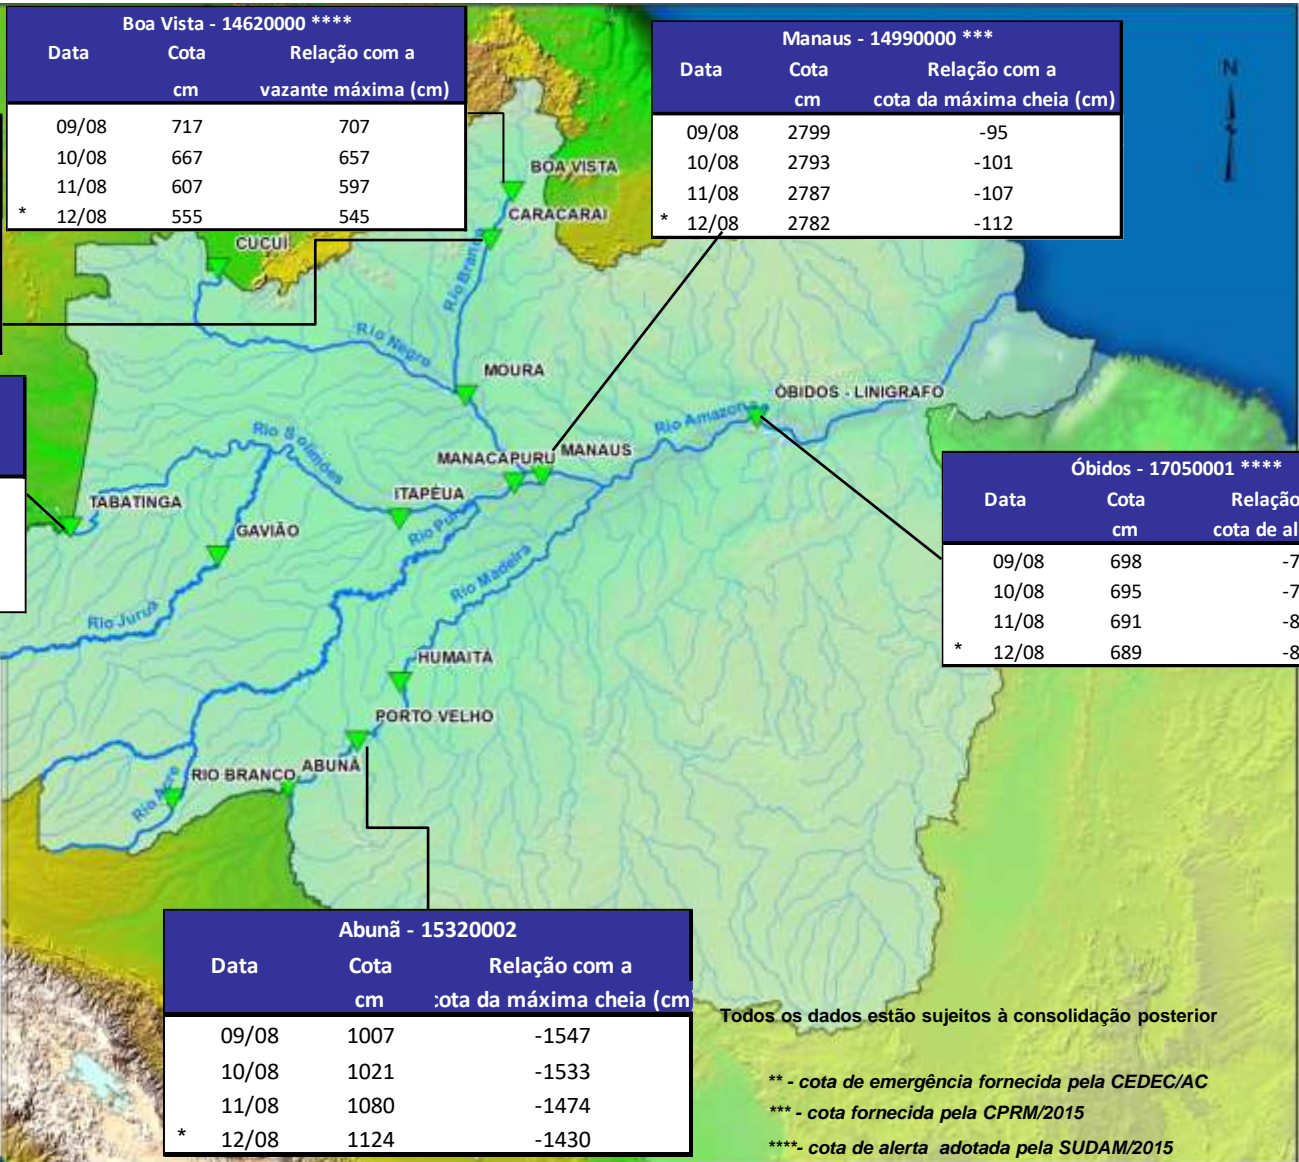 Boa Vista - 14620000 ****
Data Cota Relação com a
cm vazante máxima (cm)
09/08 717 707
10/08 667 657
11/08 607 597
* 12/08 555 545
Manaus - 14990000 ***
Data Cota Relação com a
cm cota da máxima cheia (cm)
09/08 2799 -95
10/08 2793 -101
11/08 2787 -107
* 12/08 2782 -112
N
BOA VISTA
CARACARAI
CUCUÍ
Rio Branco
Rio Negro
MOURA
ÓBIDOS - LINIGRAFO
Rio Amazonas
Rio Solimões
MANACAPURU
MANAUS
ITAPÉUA
TABATINGA
GAVIÃO
Rio Purus
Rio Madeira
Rio Juruá
HUMAITÁ
PORTO VELHO
ABUNÃ
RIO BRANCO
Rio Acre
Óbidos - 17050001 ****
Data Cota Relação
cm cota de al
09/08 698 -7
10/08 695 -7
11/08 691 -8
* 12/08 689 -8
Abunã - 15320002
Data Cota Relação com a
cm cota da máxima cheia (cm
09/08 1007 -1547
10/08 1021 -1533
11/08 1080 -1474
* 12/08 1124 -1430
Todos os dados estão sujeitos à consolidação posterior
** - cota de emergência fornecida pela CEDEC/AC
*** - cota fornecida pela CPRM/2015
****- cota de alerta adotada pela SUDAM/2015